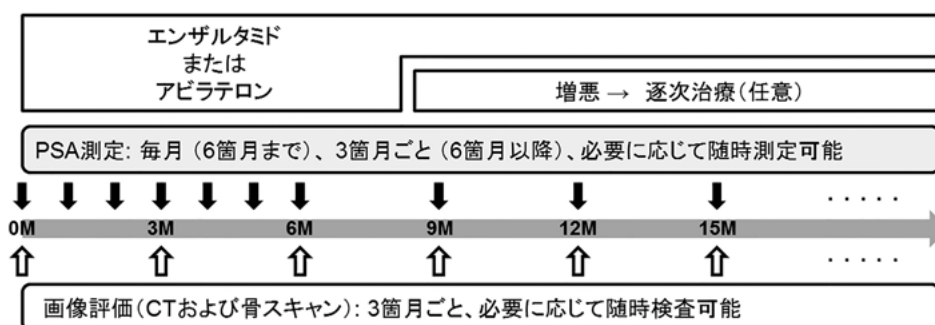 エンザルタミド
または
アビラテロン
増悪 → 逐次治療(任意)
PSA測定: 毎月 (6箇月まで)、 3箇月ごと (6箇月以降)、必要に応じて随時測定可能
0M 3M 6M 9M 12M 15M
画像評価(CTおよび骨スキャン): 3箇月ごと、必要に応じて随時検査可能